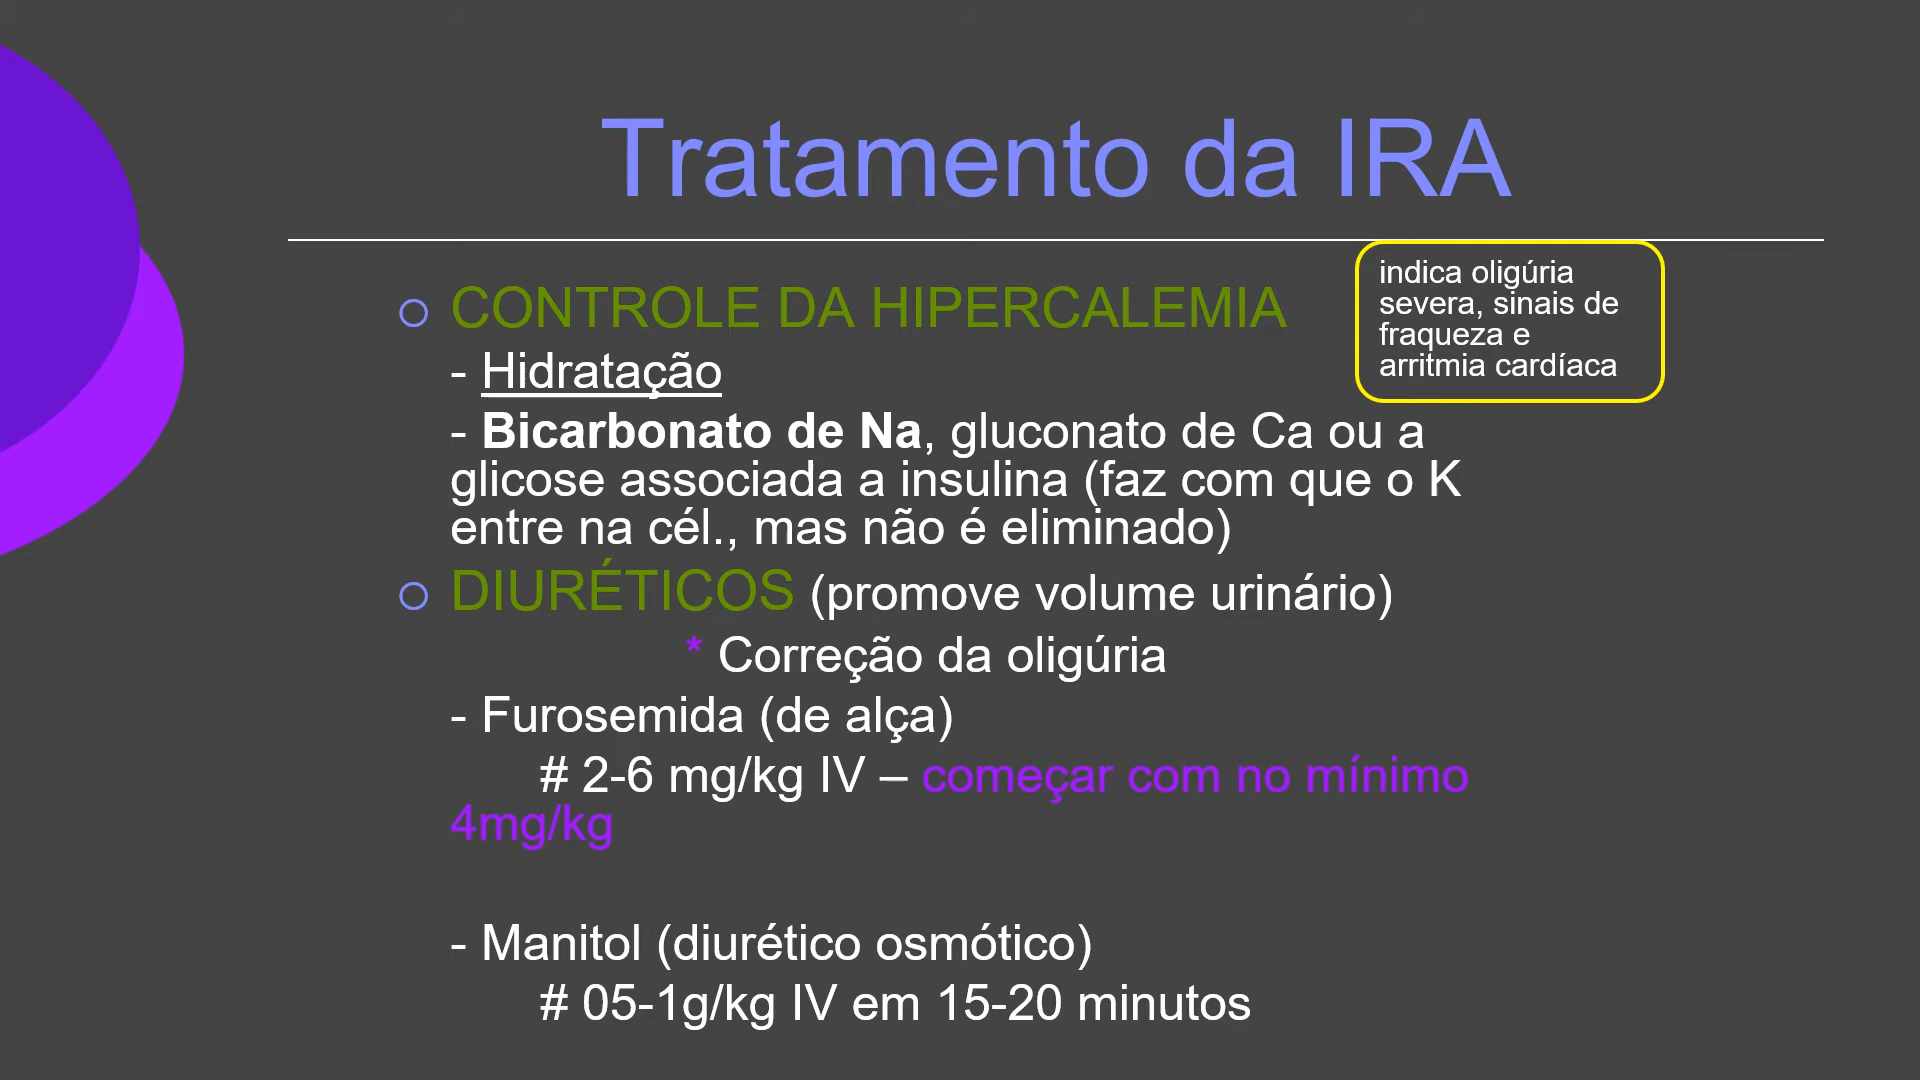 Tratamento da IRA
indica oligúria
severa, sinais de
fraqueza e
arritmia cardíaca
CONTROLE DA HIPERCALEMIA
- Hidratação
- Bicarbonato de Na, gluconato de Ca ou a
glicose associada a insulina (faz com que o K
entre na cél., mas não é eliminado)
DIURÉTICOS (promove volume urinário)
* Correção da oligúria
- Furosemida (de alça)
# 2-6 mg/kg IV – começar com no mínimo
4mg/kg
- Manitol (diurético osmótico)
# 05-1g/kg IV em 15-20 minutos